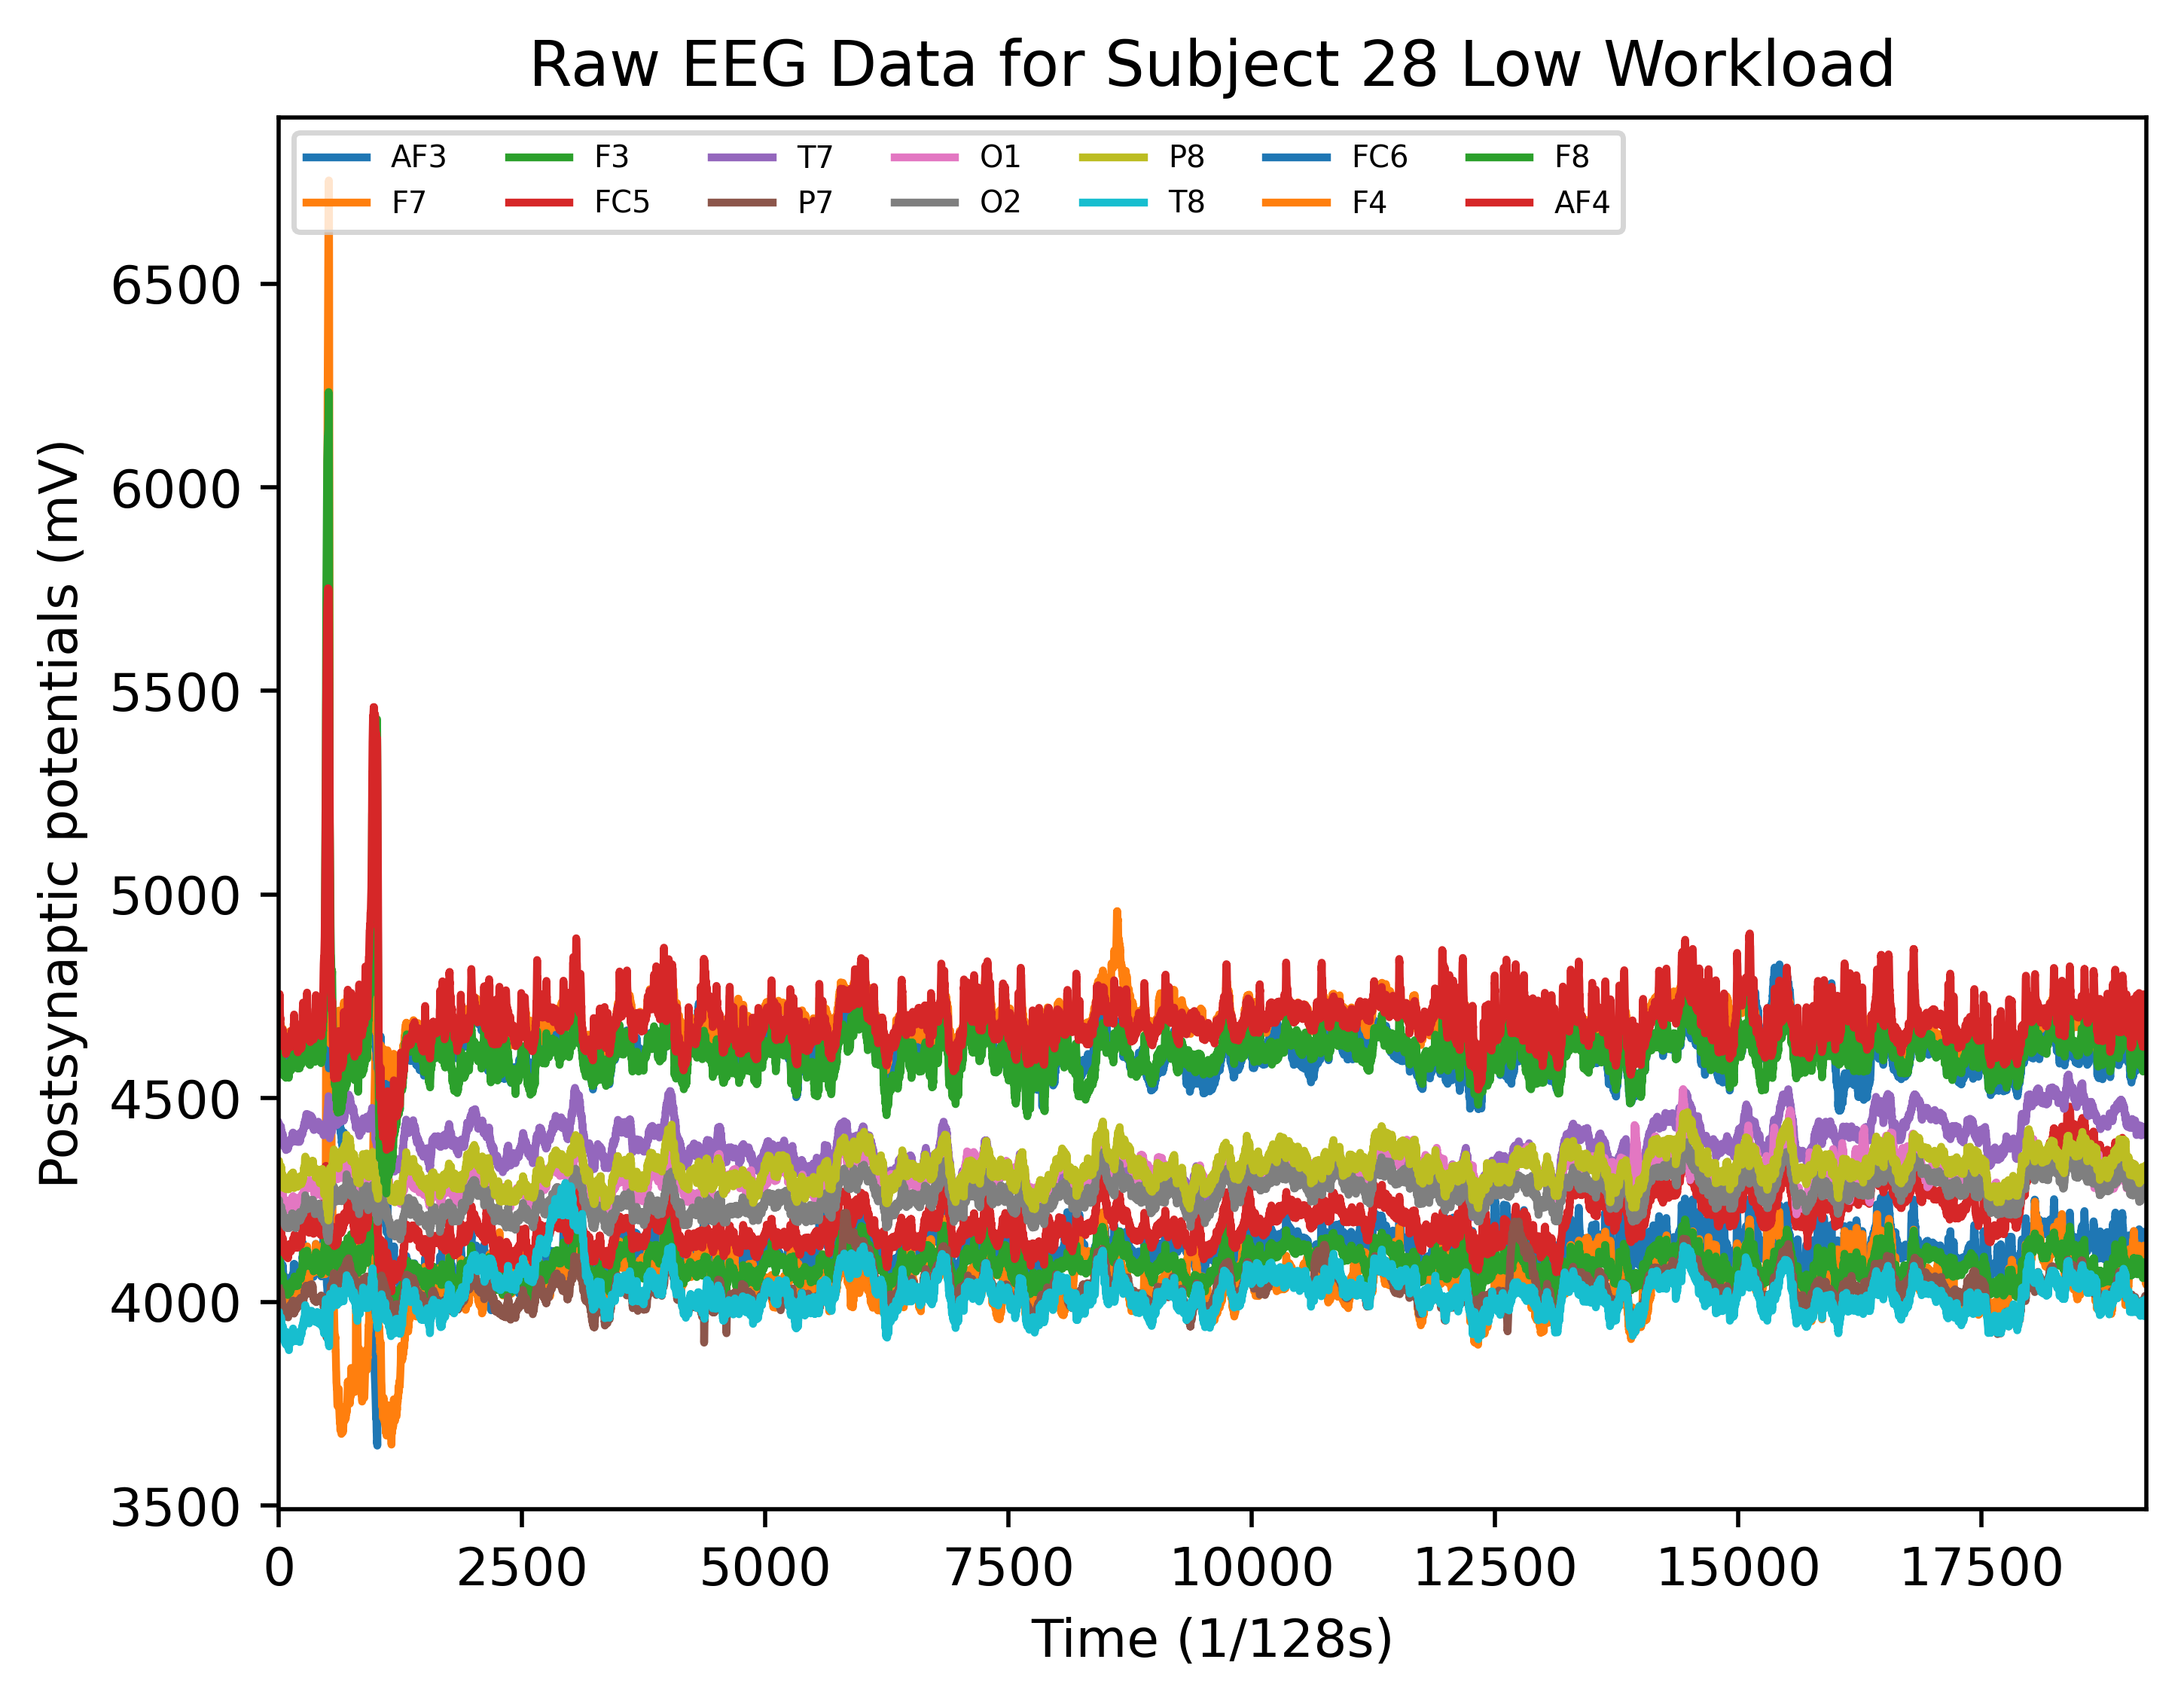 Raw EEG Data for Subject 28 Low Workload
AF3 F3 T7 O1 P8 FC6 F8
F7 FC5 P7 O2 T8 F4 AF4
6500
6000
5500
5000
4500
4000
3500
Postsynaptic potentials (mV)
0 2500 5000 7500 10000 12500 15000 17500
Time (1/128s)